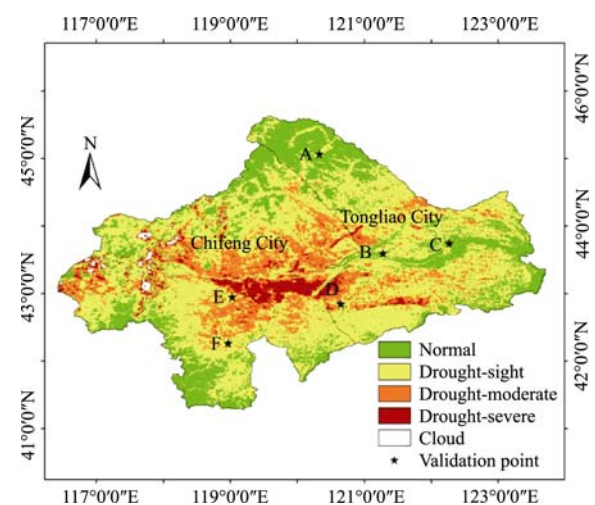 117°0′0″E 119°0′0″E 121°0′0″E 123°0′0″E
46°0′0″N
45°0′0″N
44°0′0″N
43°0′0″N
42°0′0″N
41°0′0″N
N
A
Tongliao City
Chifeng City
B
C
D
E
F
Normal
Drought-sight
Drought-moderate
Drought-severe
Cloud
Validation point
117°0′0″E 119°0′0″E 121°0′0″E 123°0′0″E